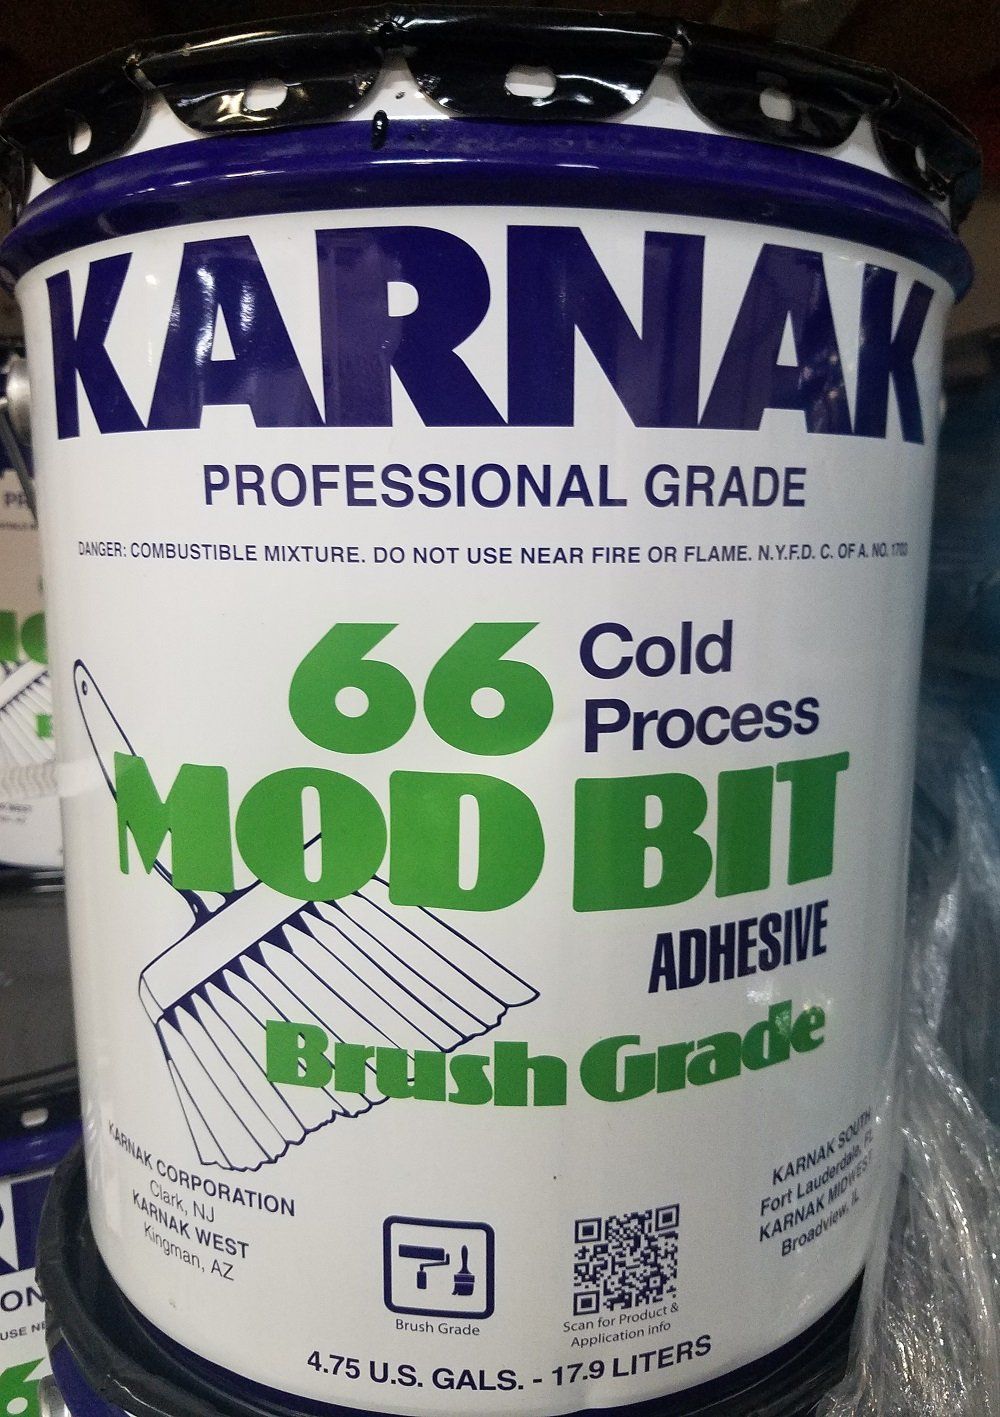 KARNAK
PROFESSIONAL GRADE
DANGER: COMBUSTIBLE MIXTURE. DO NOT USE NEAR FIRE OR FLAME. N.Y.F.D. C. OF A. NO. 1700
66 Cold
Process
MOD BIT
ADHESIVE
Brush Grade
KARNAK CORPORATION
Clark, NJ
KARNAK WEST
Kingman, AZ
KARNAK SOUTH
Fort Lauderdale, FL
KARNAK MIDWEST
Broadview, IL
Brush Grade
Scan for Product &
Application info
4.75 U.S. GALS. - 17.9 LITERS